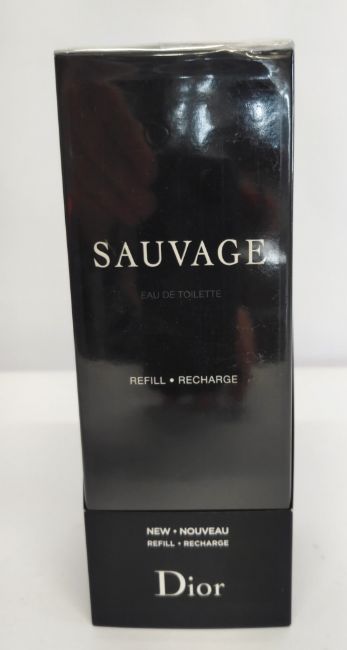 SAUVAGE
EAU DE TOILETTE
REFILL • RECHARGE
NEW • NOUVEAU
REFILL • RECHARGE
Dior